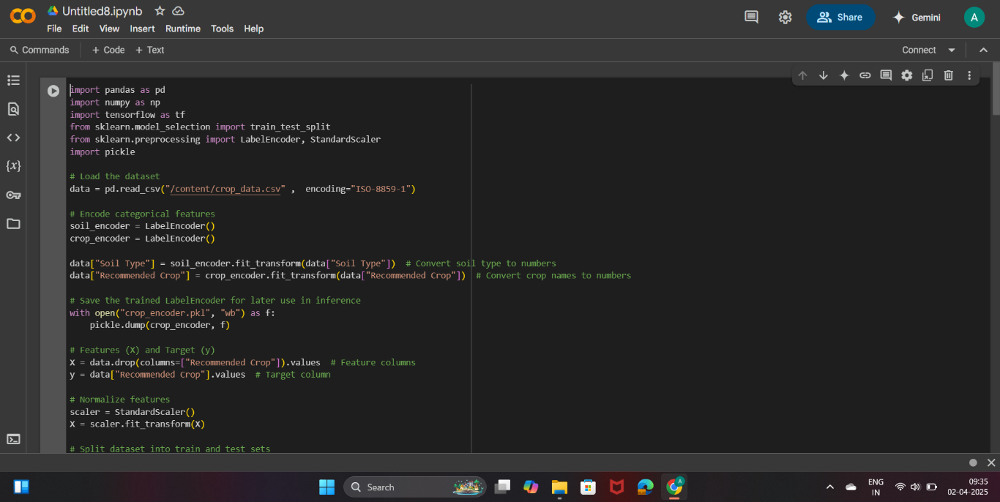 CO Untitled8.ipynb
File Edit View Insert Runtime Tools Help
Share
Gemini
A
Commands + Code + Text
Connect
import pandas as pd
import numpy as np
import tensorflow as tf
from sklearn.model_selection import train_test_split
from sklearn.preprocessing import LabelEncoder, StandardScaler
import pickle
# Load the dataset
data = pd.read_csv("/content/crop_data.csv" ,  encoding="ISO-8859-1")
# Encode categorical features
soil_encoder = LabelEncoder()
crop_encoder = LabelEncoder()
data["Soil Type"] = soil_encoder.fit_transform(data["Soil Type"])  # Convert soil type to numbers
data["Recommended Crop"] = crop_encoder.fit_transform(data["Recommended Crop"])  # Convert crop names to numbers
# Save the trained LabelEncoder for later use in inference
with open("crop_encoder.pkl", "wb") as f:
    pickle.dump(crop_encoder, f)
# Features (X) and Target (y)
X = data.drop(columns=["Recommended Crop"]).values  # Feature columns
y = data["Recommended Crop"].values  # Target column
# Normalize features
scaler = StandardScaler()
X = scaler.fit_transform(X)
# Split dataset into train and test sets
Search
A
ENG
IN
09:35
02-04-2025